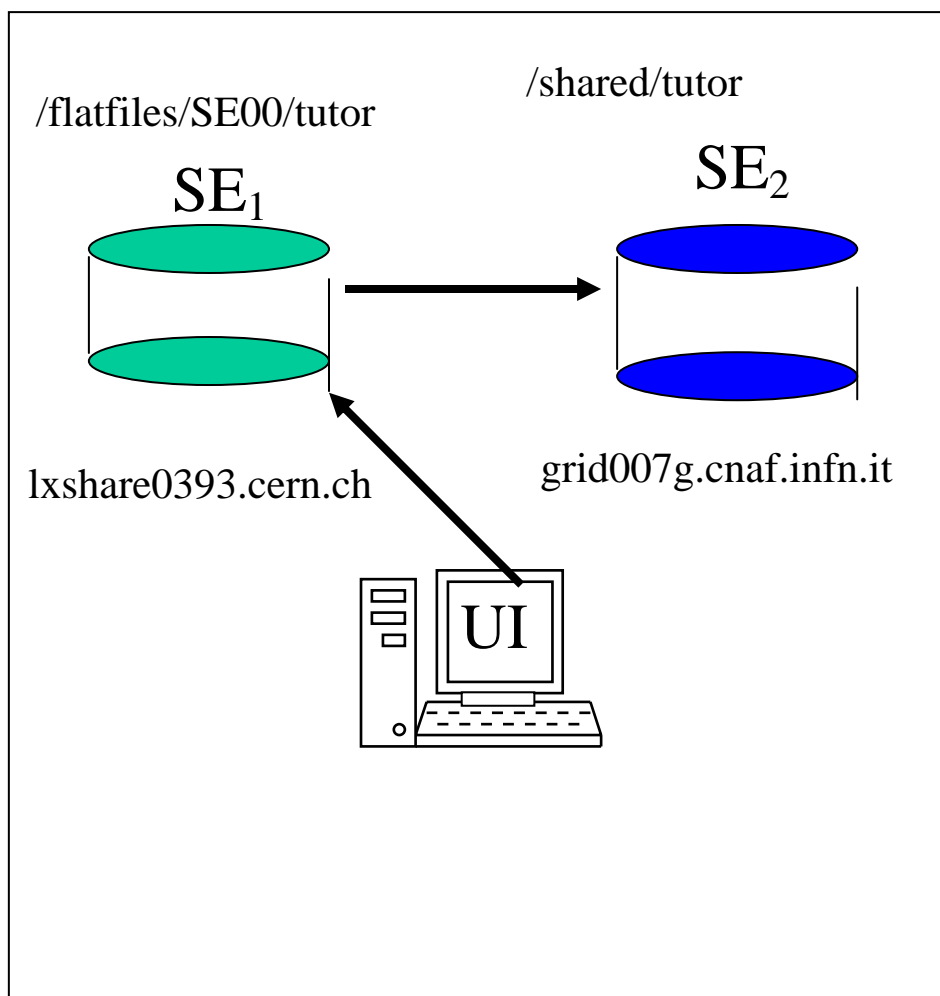 /flatfiles/SE00/tutor
/shared/tutor
SE₁
SE₂
lxshare0393.cern.ch
grid007g.cnaf.infn.it
UI